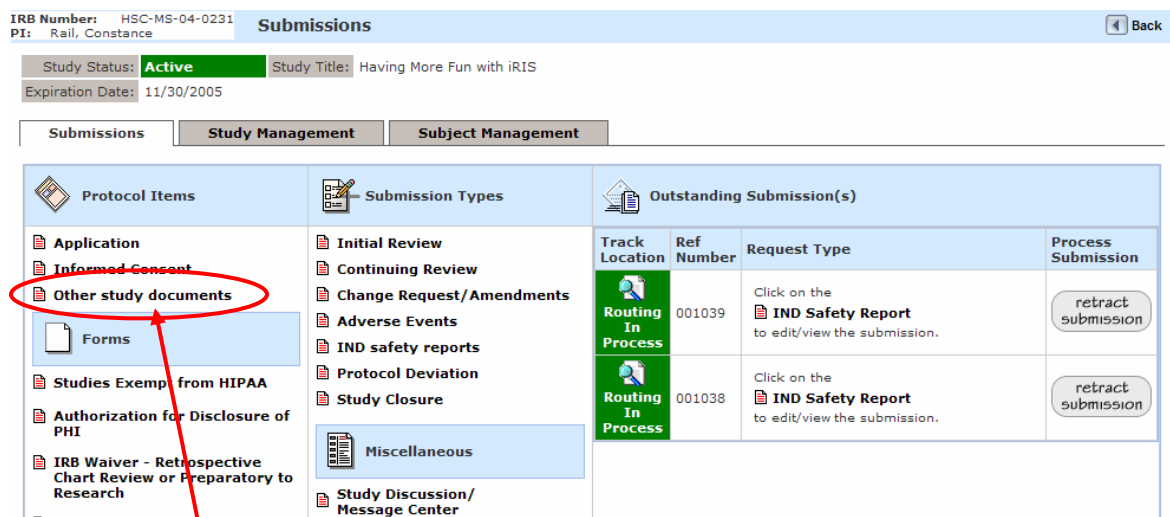 IRB Number: HSC-MS-04-0231
PI: Rail, Constance
Submissions
Back
Study Status: Active
Study Title: Having More Fun with iRIS
Expiration Date: 11/30/2005
Submissions
Study Management
Subject Management
Protocol Items
Application
Informed Consent
Other study documents
Forms
Studies Exempt from HIPAA
Authorization for Disclosure of
PHI
IRB Waiver - Retrospective
Chart Review or Preparatory to
Research
Submission Types
Initial Review
Continuing Review
Change Request/Amendments
Adverse Events
IND safety reports
Protocol Deviation
Study Closure
Miscellaneous
Study Discussion/
Message Center
Outstanding Submission(s)
Track
Location
Ref
Number
Request Type
Process
Submission
Routing
In
Process
001039
Click on the
IND Safety Report
to edit/view the submission.
retract
submission
Routing
In
Process
001038
Click on the
IND Safety Report
to edit/view the submission.
retract
submission